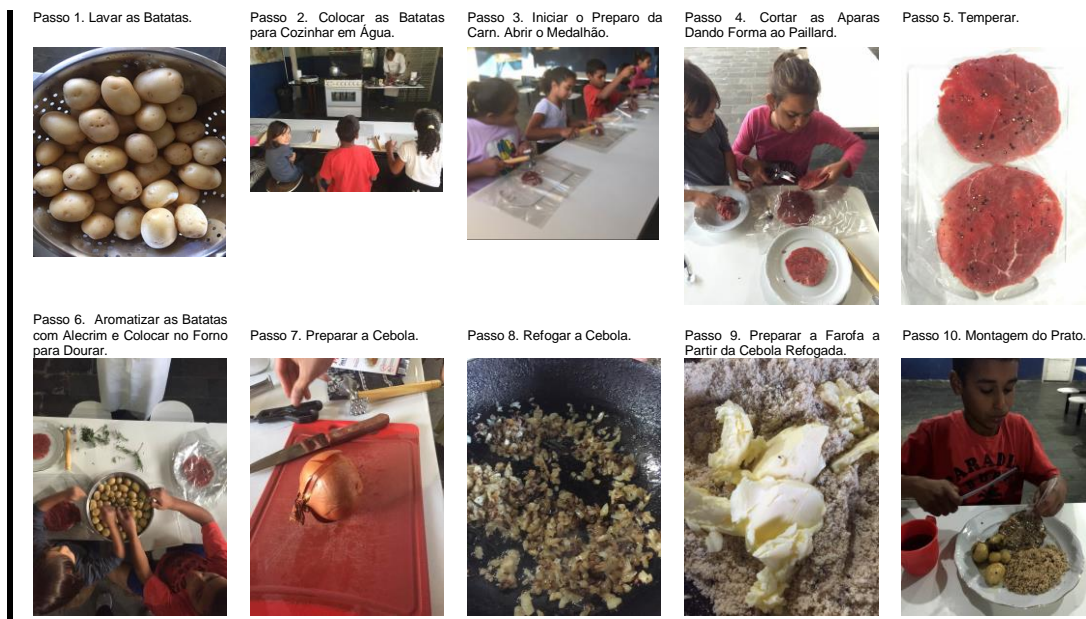 Passo 1. Lavar as Batatas.
Passo 2. Colocar as Batatas
para Cozinhar em Água.
Passo 3. Iniciar o Preparo da
Carn. Abrir o Medalhão.
Passo 4. Cortar as Aparas
Dando Forma ao Paillard.
Passo 5. Temperar.
Passo 6. Aromatizar as Batatas
com Alecrim e Colocar no Forno
para Dourar.
Passo 7. Preparar a Cebola.
Passo 8. Refogar a Cebola.
Passo 9. Preparar a Farofa a
Partir da Cebola Refogada.
Passo 10. Montagem do Prato.